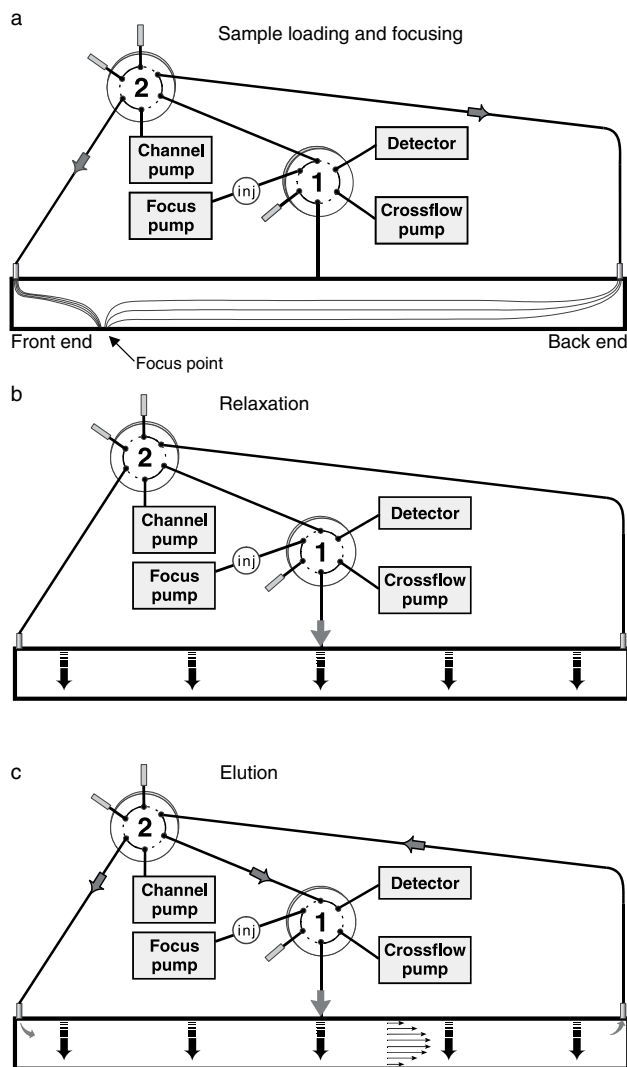 a
Sample loading and focusing
2
Channel
pump
Detector
1
inj
Focus
pump
Crossflow
pump
Front end
Back end
Focus point
b
Relaxation
2
Channel
pump
Detector
1
inj
Focus
pump
Crossflow
pump
c
Elution
2
Channel
pump
Detector
1
inj
Focus
pump
Crossflow
pump